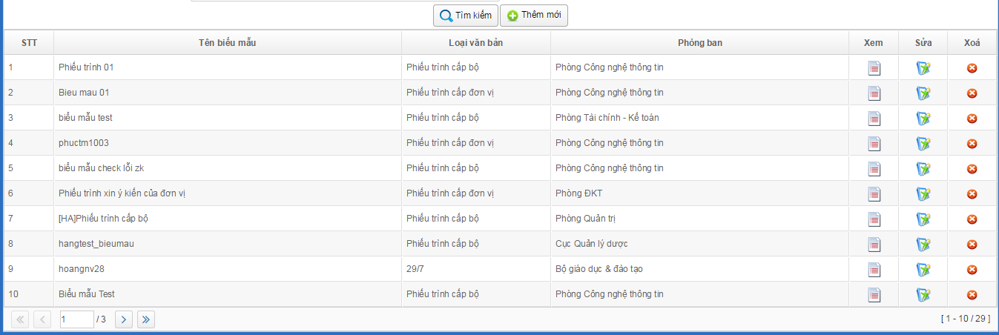 Tìm kiếm Thêm mới
STT Tên biểu mẫu Loại văn bản Phòng ban Xem Sửa Xoá
1 Phiếu trình 01 Phiếu trình cấp bộ Phòng Công nghệ thông tin
2 Bieu mau 01 Phiếu trình cấp đơn vị Phòng Công nghệ thông tin
3 biểu mẫu test Phiếu trình cấp bộ Phòng Tài chính - Kế toán
4 phuctm1003 Phiếu trình cấp đơn vị Phòng Công nghệ thông tin
5 biểu mẫu check lỗi zk Phiếu trình cấp bộ Phòng Công nghệ thông tin
6 Phiếu trình xin ý kiến của đơn vị Phiếu trình cấp đơn vị Phòng ĐKT
7 [HA]Phiếu trình cấp bộ Phiếu trình cấp bộ Phòng Quản trị
8 hangtest_bieumau Phiếu trình cấp bộ Cục Quản lý dược
9 hoangnv28 29/7 Bộ giáo dục & đào tạo
10 Biểu mẫu Test Phiếu trình cấp bộ Phòng Công nghệ thông tin
1 / 3 [ 1 - 10 / 29 ]